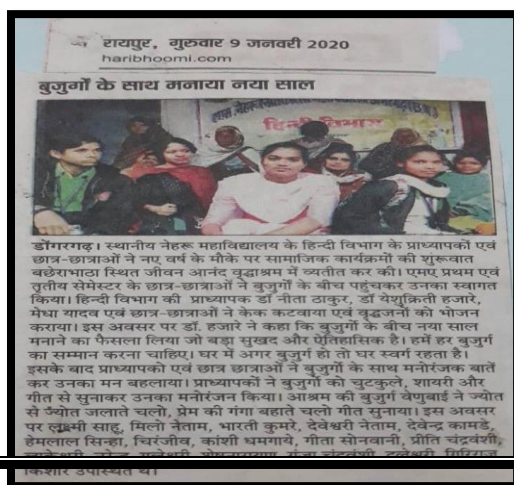 रायपुर, गुरुवार 9 जनवरी 2020
haribhoomi.com
बुजुर्गों के साथ मनाया नया साल
हिन्दी विभाग
डोंगरगढ़। स्थानीय नेहरू महाविद्यालय के हिन्दी विभाग के प्राध्यापकों एवं
छात्र-छात्राओं ने नए वर्ष के मौके पर सामाजिक कार्यक्रमों की शुरूवात
बछेराभाठा स्थित जीवन आनंद वृद्धाश्रम में व्यतीत कर की। एमए प्रथम एवं
तृतीय सेमेस्टर के छात्र-छात्राओं ने बुजुर्गों के बीच पहुंचकर उनका स्वागत
किया। हिन्दी विभाग की प्राध्यापक डॉ नीता ठाकुर, डॉ येशुक्रिती हजारे,
मेधा यादव एवं छात्र-छात्राओं ने केक कटवाया एवं वृद्धजनों को भोजन
कराया। इस अवसर पर डॉ. हजारे ने कहा कि बुजुर्गों के बीच नया साल
मनाने का फैसला लिया जो बड़ा सुखद और ऐतिहासिक है। हमें हर बुजुर्ग
का सम्मान करना चाहिए। घर में अगर बुजुर्ग हो तो घर स्वर्ग रहता है।
इसके बाद प्राध्यापकों एवं छात्र छात्राओं ने बुजुर्गों के साथ मनोरंजक बातें
कर उनका मन बहलाया। प्राध्यापकों ने बुजुर्गों को चुटकुले, शायरी और
गीत से सुनाकर उनका मनोरंजन किया। आश्रम की बुजुर्ग वेणुबाई ने ज्योत
से ज्योत जलाते चलो, प्रेम की गंगा बहाते चलो गीत सुनाया। इस अवसर
पर लक्ष्मी साहू, मिलो नेताम, भारती कुमरे, देवेश्वरी नेताम, देवेन्द्र कामडे,
हेमलाल सिन्हा, चिरंजीव, कांशी धमगाये, गीता सोनवानी, प्रीति चंद्रवंशी,
किशोर उपस्थित थे।